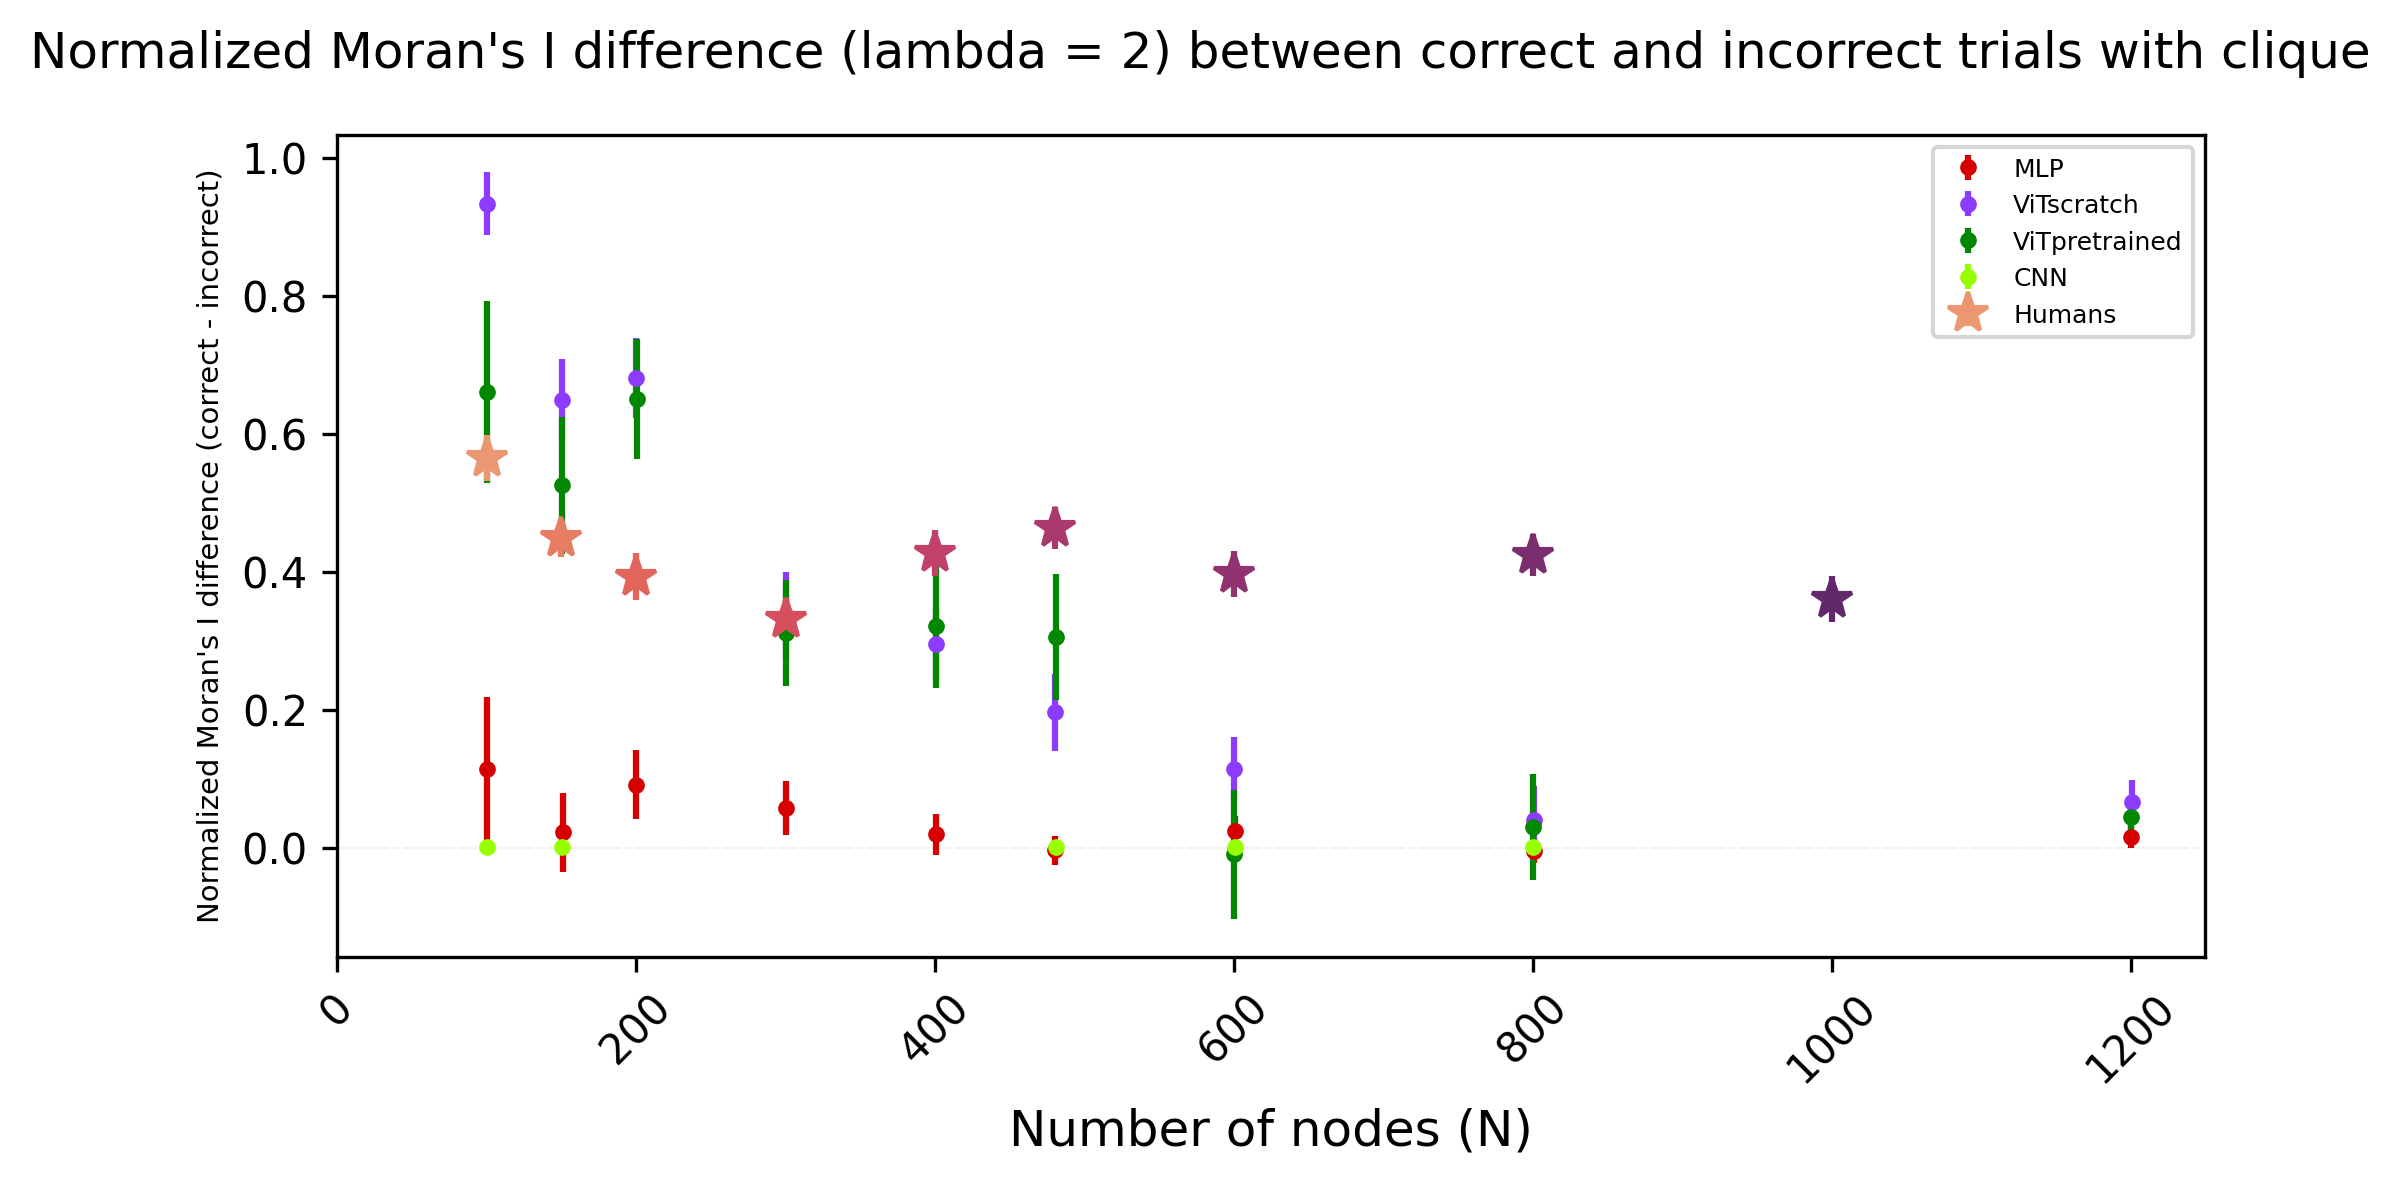 Normalized Moran's I difference (lambda = 2) between correct and incorrect trials with clique
Normalized Moran's I difference (correct - incorrect)
1.0
0.8
0.6
0.4
0.2
0.0
MLP
ViTscratch
ViTpretrained
CNN
Humans
0
200
400
600
800
1000
1200
Number of nodes (N)